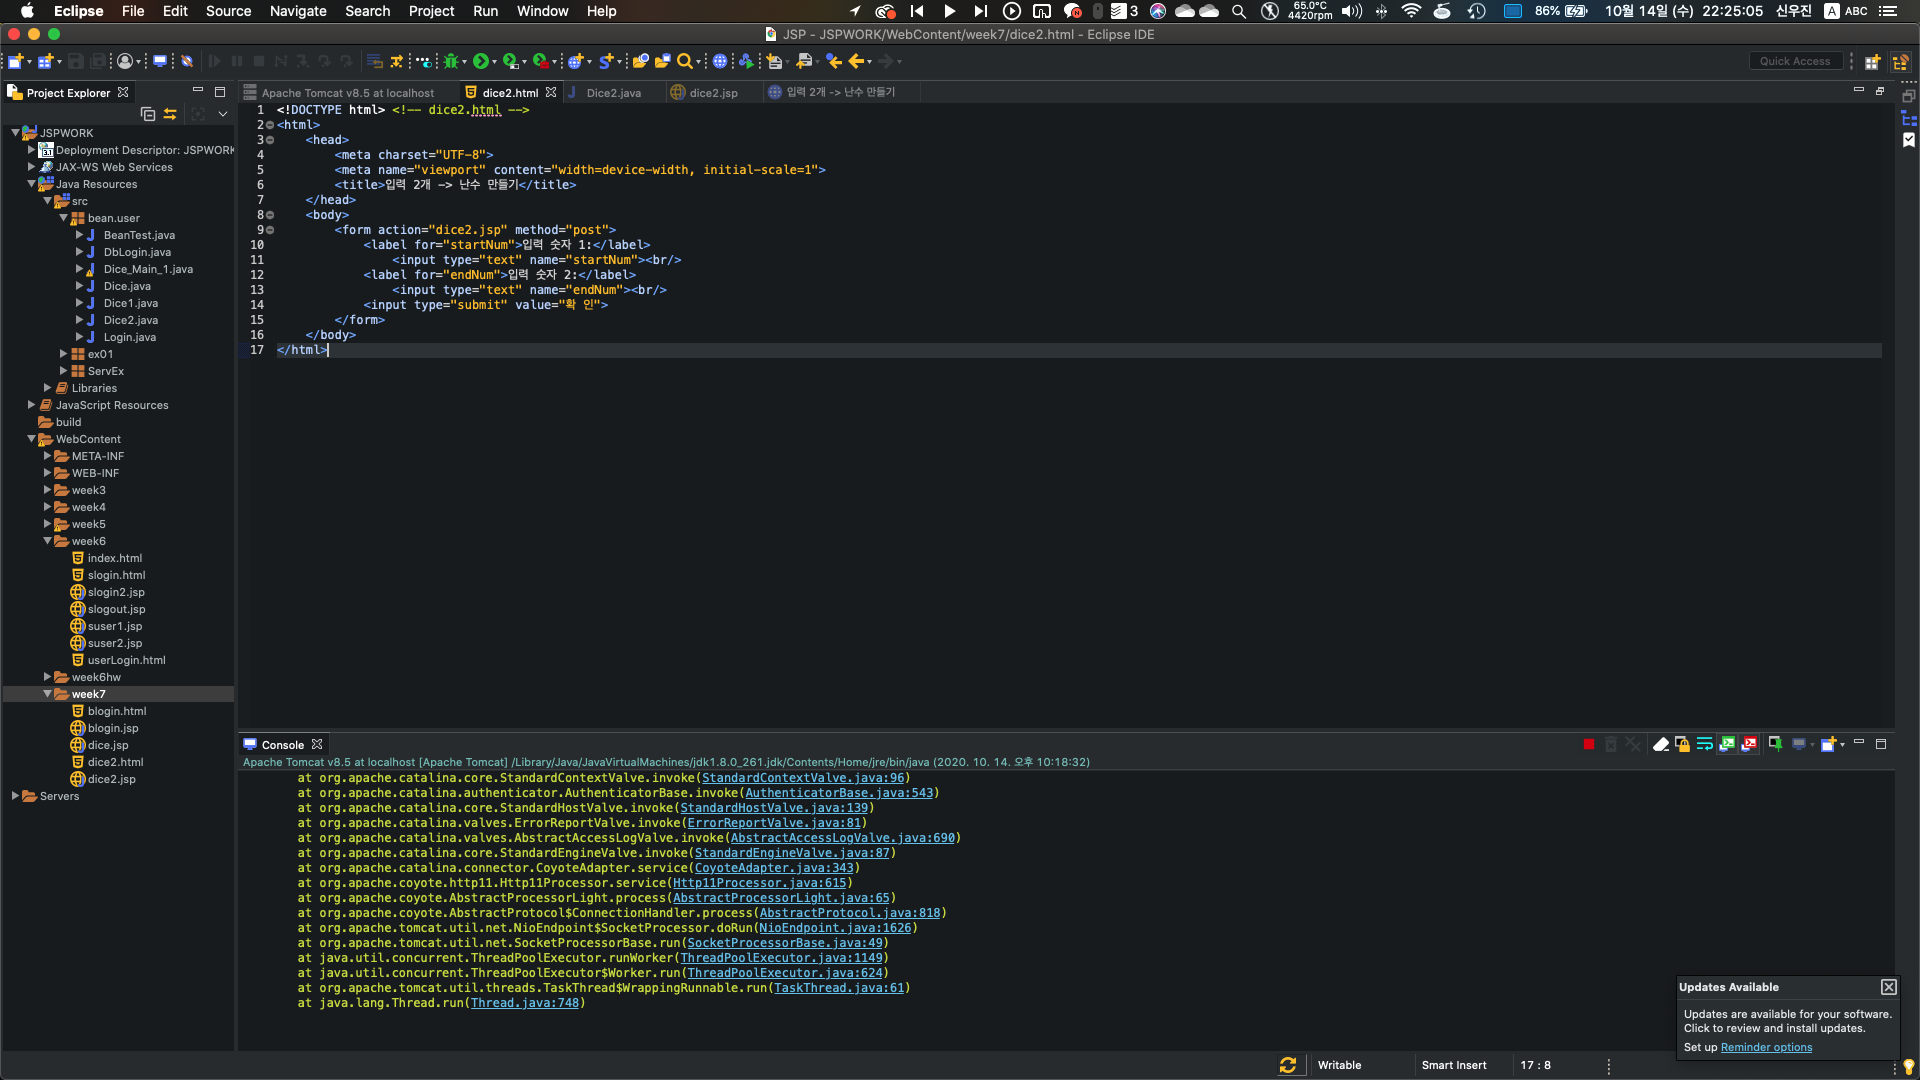 Eclipse File Edit Source Navigate Search Project Run Window Help
3 65.0°C 4420rpm 86% 10월 14일 (수) 22:25:05 신우진 A ABC
JSP - JSPWORK/WebContent/week7/dice2.html - Eclipse IDE
Quick Access
Project Explorer
Apache Tomcat v8.5 at localhost
dice2.html
Dice2.java
dice2.jsp
입력 2개 -> 난수 만들기
JSPWORK
Deployment Descriptor: JSPWORK
JAX-WS Web Services
Java Resources
src
bean.user
BeanTest.java
DbLogin.java
Dice_Main_1.java
Dice.java
Dice1.java
Dice2.java
Login.java
ex01
ServEx
Libraries
JavaScript Resources
build
WebContent
META-INF
WEB-INF
week3
week4
week5
week6
index.html
slogin.html
slogin2.jsp
slogout.jsp
suser1.jsp
suser2.jsp
userLogin.html
week6hw
week7
blogin.html
blogin.jsp
dice.jsp
dice2.html
dice2.jsp
Servers
1 <!DOCTYPE html> <!-- dice2.html -->
2 <html>
3 <head>
4 <meta charset="UTF-8">
5 <meta name="viewport" content="width=device-width, initial-scale=1">
6 <title>입력 2개 -> 난수 만들기</title>
7 </head>
8 <body>
9 <form action="dice2.jsp" method="post">
10 <label for="startNum">입력 숫자 1:</label>
11 <input type="text" name="startNum"><br/>
12 <label for="endNum">입력 숫자 2:</label>
13 <input type="text" name="endNum"><br/>
14 <input type="submit" value="확 인">
15 </form>
16 </body>
17 </html>
Console
Apache Tomcat v8.5 at localhost [Apache Tomcat] /Library/Java/JavaVirtualMachines/jdk1.8.0_261.jdk/Contents/Home/jre/bin/java (2020. 10. 14. 오후 10:18:32)
at org.apache.catalina.core.StandardContextValve.invoke(StandardContextValve.java:96)
at org.apache.catalina.authenticator.AuthenticatorBase.invoke(AuthenticatorBase.java:543)
at org.apache.catalina.core.StandardHostValve.invoke(StandardHostValve.java:139)
at org.apache.catalina.valves.ErrorReportValve.invoke(ErrorReportValve.java:81)
at org.apache.catalina.valves.AbstractAccessLogValve.invoke(AbstractAccessLogValve.java:690)
at org.apache.catalina.core.StandardEngineValve.invoke(StandardEngineValve.java:87)
at org.apache.catalina.connector.CoyoteAdapter.service(CoyoteAdapter.java:343)
at org.apache.coyote.http11.Http11Processor.service(Http11Processor.java:615)
at org.apache.coyote.AbstractProcessorLight.process(AbstractProcessorLight.java:65)
at org.apache.coyote.AbstractProtocol$ConnectionHandler.process(AbstractProtocol.java:818)
at org.apache.tomcat.util.net.NioEndpoint$SocketProcessor.doRun(NioEndpoint.java:1626)
at org.apache.tomcat.util.net.SocketProcessorBase.run(SocketProcessorBase.java:49)
at java.util.concurrent.ThreadPoolExecutor.runWorker(ThreadPoolExecutor.java:1149)
at java.util.concurrent.ThreadPoolExecutor$Worker.run(ThreadPoolExecutor.java:624)
at org.apache.tomcat.util.threads.TaskThread$WrappingRunnable.run(TaskThread.java:61)
at java.lang.Thread.run(Thread.java:748)
Updates Available
Updates are available for your software.
Click to review and install updates.
Set up Reminder options
Writable Smart Insert 17 : 8